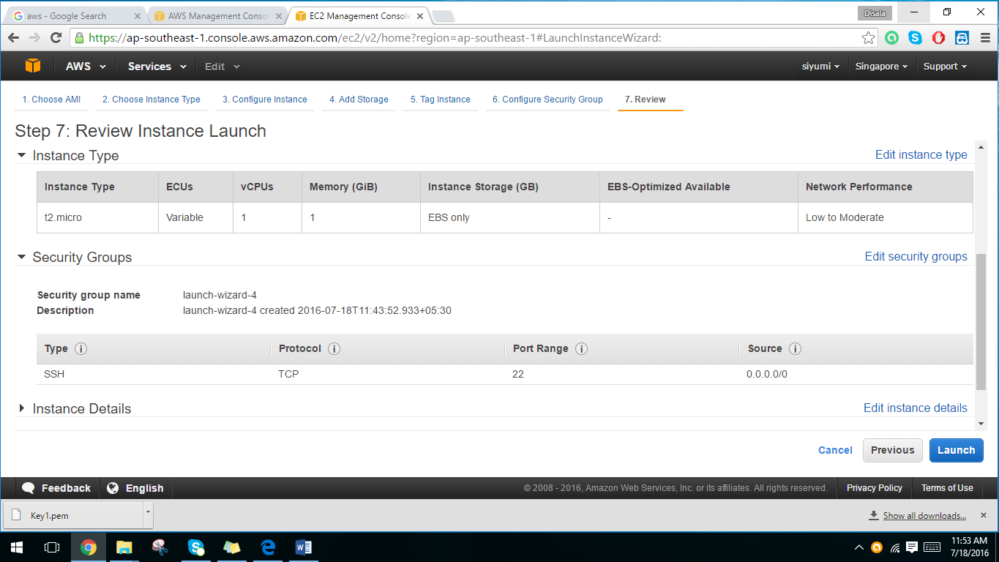 aws - Google Search
AWS Management Consol
EC2 Management Console
Disala
https://ap-southeast-1.console.aws.amazon.com/ec2/v2/home?region=ap-southeast-1#LaunchInstanceWizard:
AWS Services Edit siyumi Singapore Support
1. Choose AMI 2. Choose Instance Type 3. Configure Instance 4. Add Storage 5. Tag Instance 6. Configure Security Group 7. Review
Step 7: Review Instance Launch
Instance Type Edit instance type
Instance Type ECUs vCPUs Memory (GiB) Instance Storage (GB) EBS-Optimized Available Network Performance
t2.micro Variable 1 1 EBS only - Low to Moderate
Security Groups Edit security groups
Security group name launch-wizard-4
Description launch-wizard-4 created 2016-07-18T11:43:52.933+05:30
Type Protocol Port Range Source
SSH TCP 22 0.0.0.0/0
Instance Details Edit instance details
Cancel Previous Launch
Feedback English © 2008 - 2016, Amazon Web Services, Inc. or its affiliates. All rights reserved. Privacy Policy Terms of Use
Key1.pem Show all downloads...
11:53 AM
7/18/2016